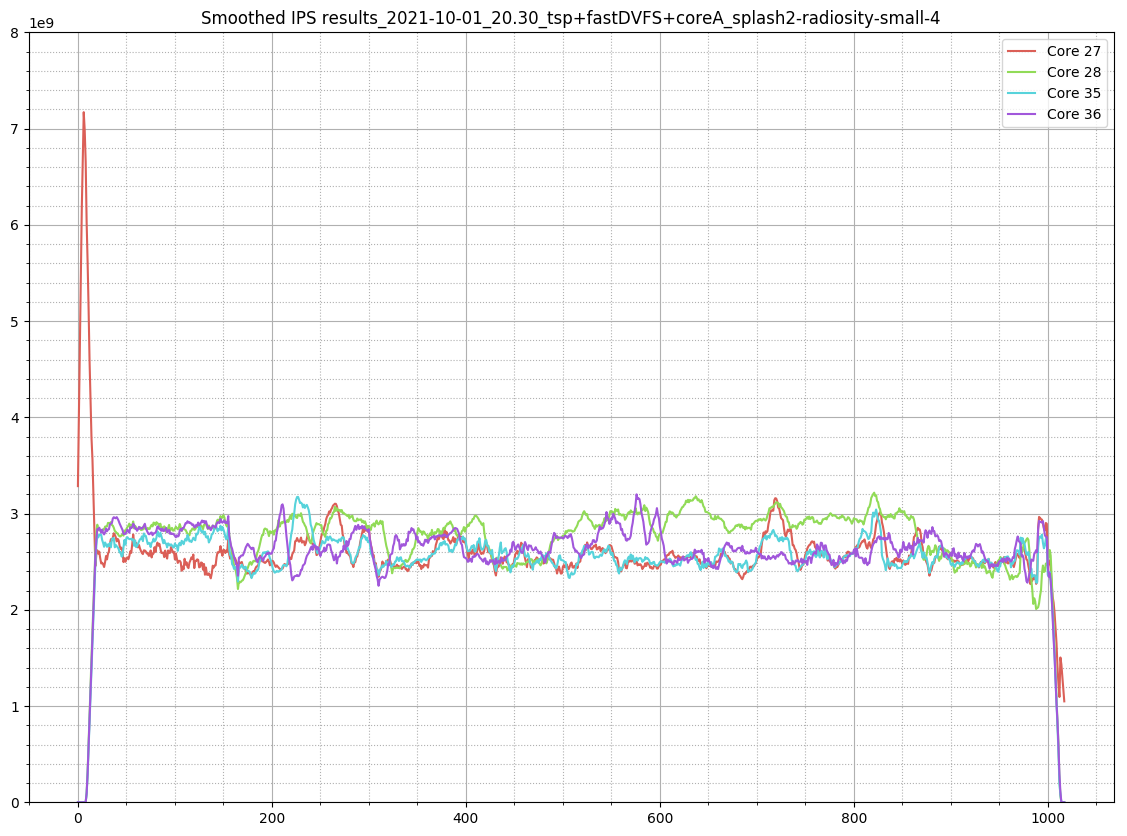 Smoothed IPS results_2021-10-01_20.30_tsp+fastDVFS+coreA_splash2-radiosity-small-4
1e9
8
7
6
5
4
3
2
1
0
Core 27
Core 28
Core 35
Core 36
0 200 400 600 800 1000